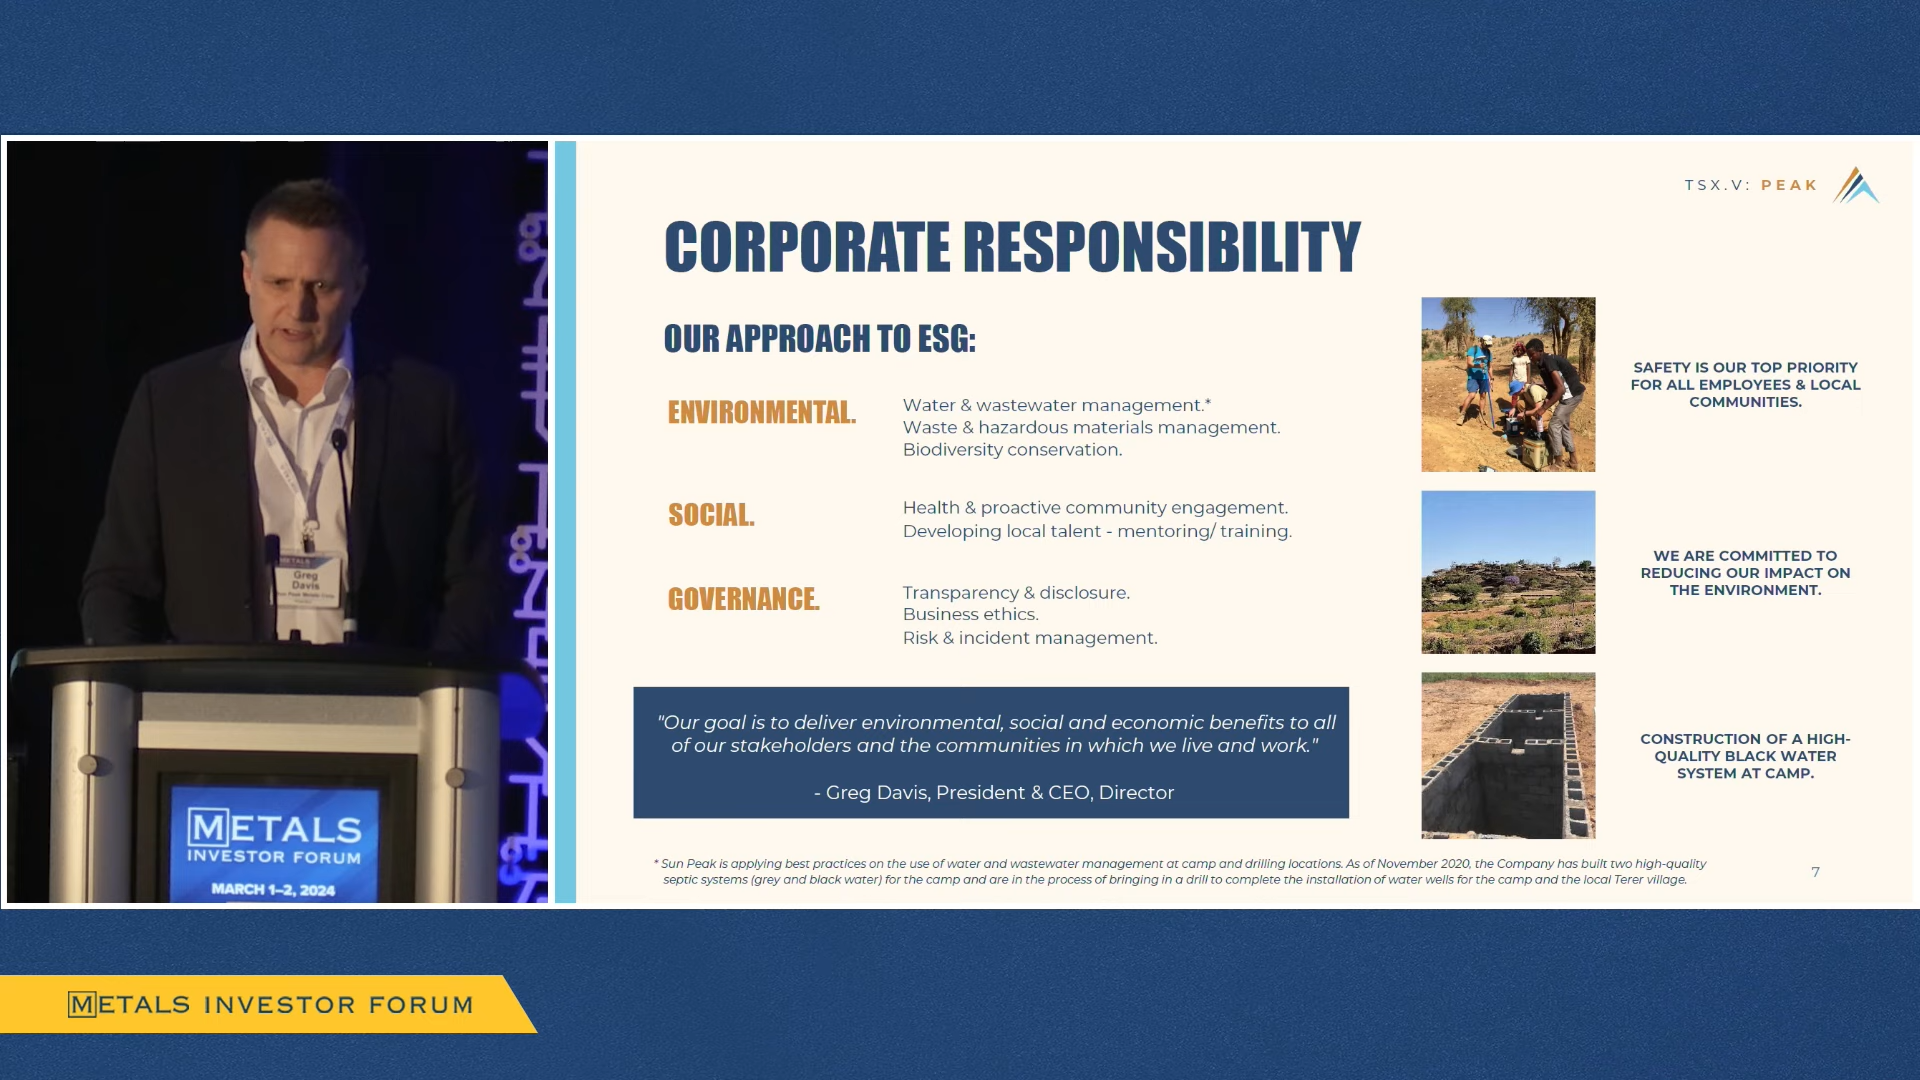 TSX.V: PEAK
CORPORATE RESPONSIBILITY
OUR APPROACH TO ESG:
ENVIRONMENTAL.
Water & wastewater management.*
Waste & hazardous materials management.
Biodiversity conservation.
SOCIAL.
Health & proactive community engagement.
Developing local talent - mentoring/ training.
GOVERNANCE.
Transparency & disclosure.
Business ethics.
Risk & incident management.
"Our goal is to deliver environmental, social and economic benefits to all
of our stakeholders and the communities in which we live and work."
- Greg Davis, President & CEO, Director
SAFETY IS OUR TOP PRIORITY
FOR ALL EMPLOYEES & LOCAL
COMMUNITIES.
WE ARE COMMITTED TO
REDUCING OUR IMPACT ON
THE ENVIRONMENT.
CONSTRUCTION OF A HIGH-
QUALITY BLACK WATER
SYSTEM AT CAMP.
* Sun Peak is applying best practices on the use of water and wastewater management at camp and drilling locations. As of November 2020, the Company has built two high-quality
septic systems (grey and black water) for the camp and are in the process of bringing in a drill to complete the installation of water wells for the camp and the local Terer village.
7
METALS
Greg
Davis
Sun Peak Metals Corp.
METALS
INVESTOR FORUM
MARCH 1–2, 2024
METALS INVESTOR FORUM